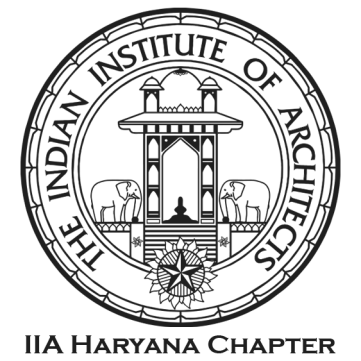 THE INDIAN INSTITUTE OF ARCHITECTS
IIA HARYANA CHAPTER